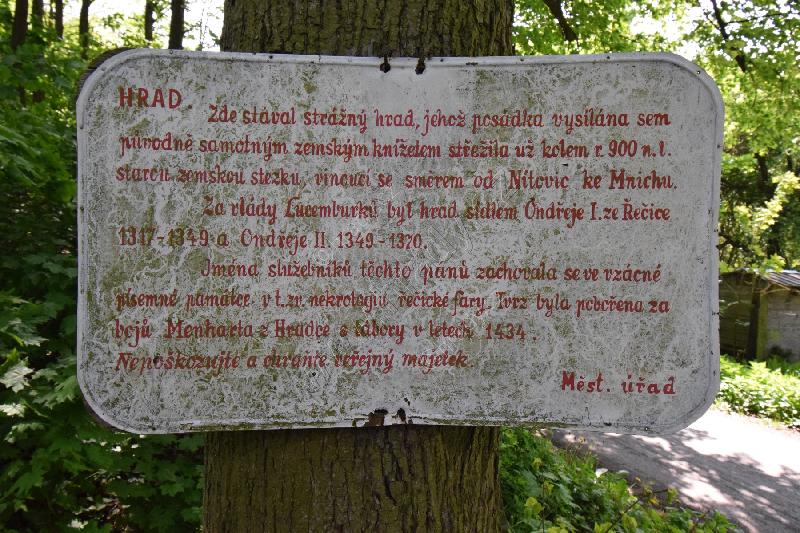 HRAD. Zde stával strážný hrad, jehož posádka vysílána sem
původně samotným zemským knížetem střežila už kolem r. 900 n. l.
starou zemskou stezku, vinoucí se směrem od Nitovic ke Mnichu.
Za vlády Lucemburků byl hrad sídlem Ondřeje I. ze Řečice
1317-1349 a Ondřeje II. 1349-1370.
Jména služebníků těchto panů zachovala se ve vzácné
písemné památce, v t.zv. nekrologiu řečické fary. Tvrz byla pobořena za
bojů Menharta z Hradce s tábory v letech 1434.
Nepoškozujte a chraňte veřejný majetek.
Měst. úřad